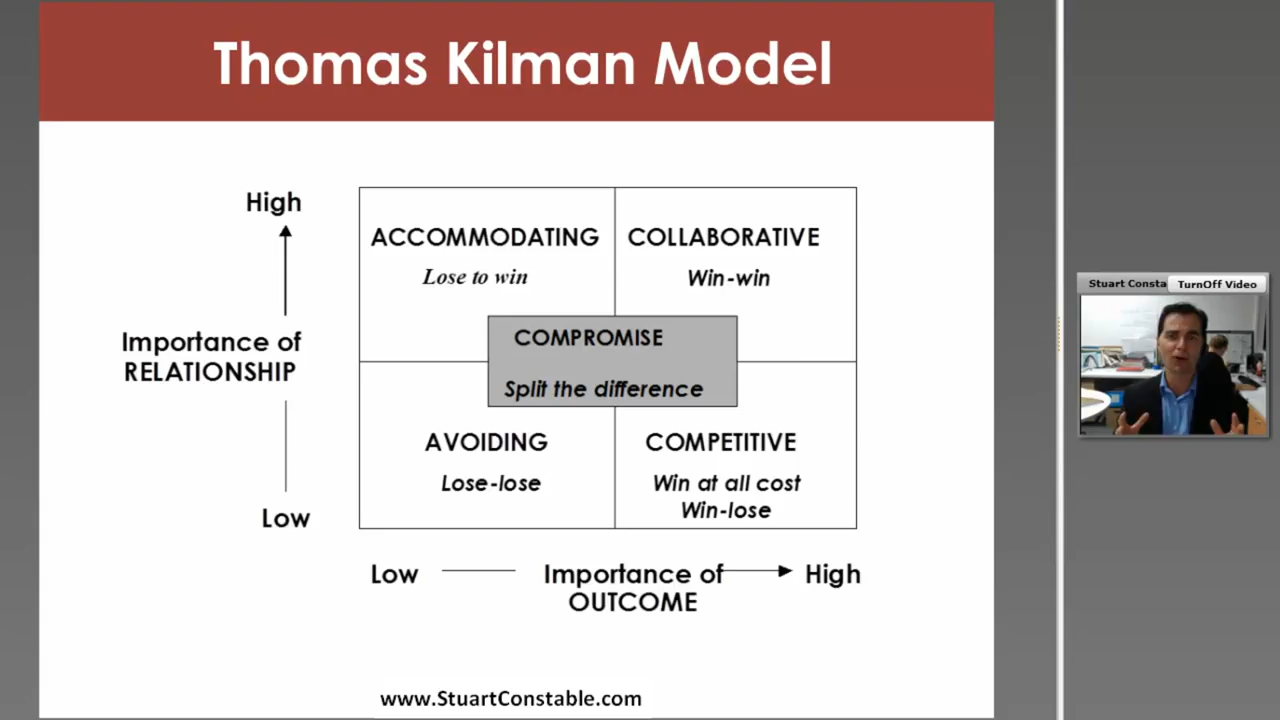 Thomas Kilman Model
High
ACCOMMODATING
Lose to win
COLLABORATIVE
Win-win
COMPROMISE
Split the difference
Importance of
RELATIONSHIP
AVOIDING
Lose-lose
COMPETITIVE
Win at all cost
Win-lose
Low
Low
Importance of
OUTCOME
High
www.StuartConstable.com
Stuart Consta
TurnOff Video